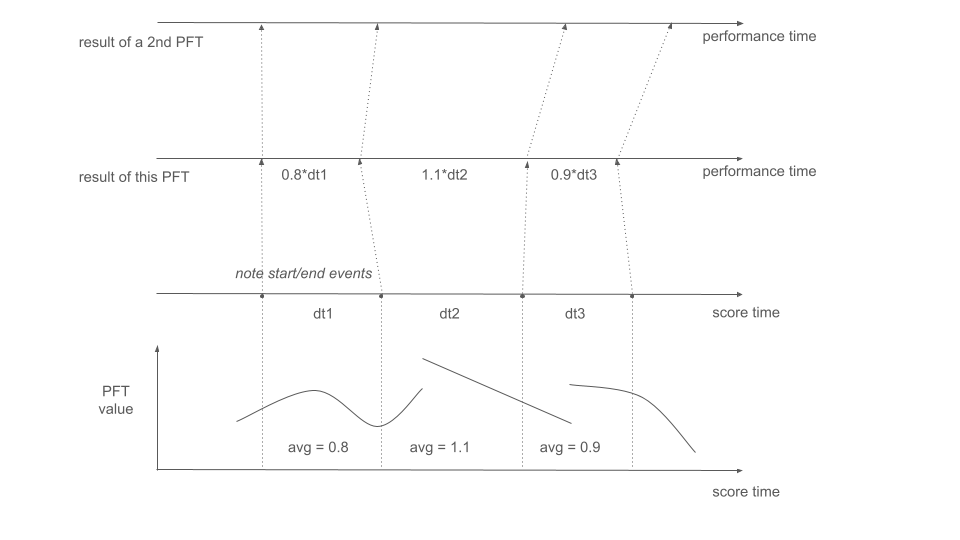 result of a 2nd PFT
performance time
result of this PFT
0.8*dt1
1.1*dt2
0.9*dt3
performance time
note start/end events
dt1
dt2
dt3
score time
PFT
value
avg = 0.8
avg = 1.1
avg = 0.9
score time